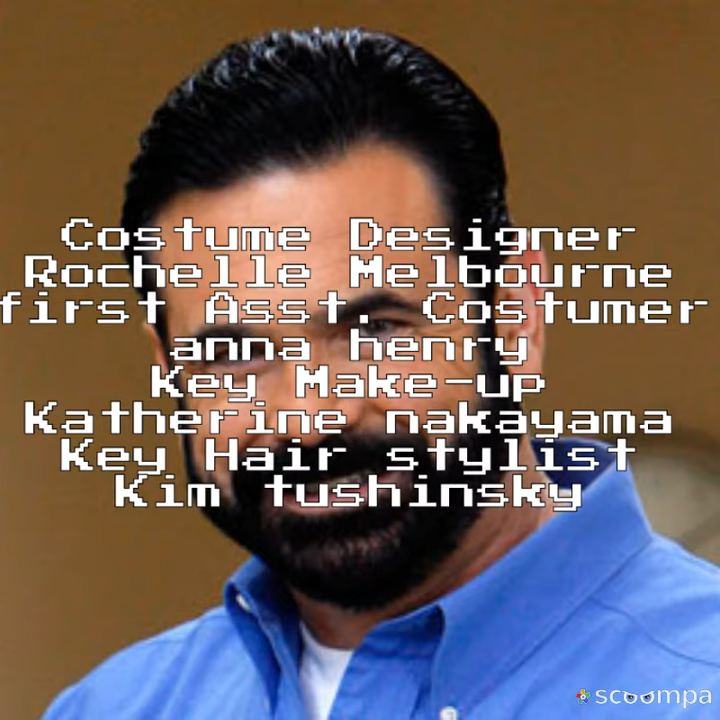 Costume Designer
Rochelle Melbourne
first Asst. Costumer
anna henry
Key Make-up
Katherine nakayama
Key Hair stylist
Kim tushinsky
scoompa